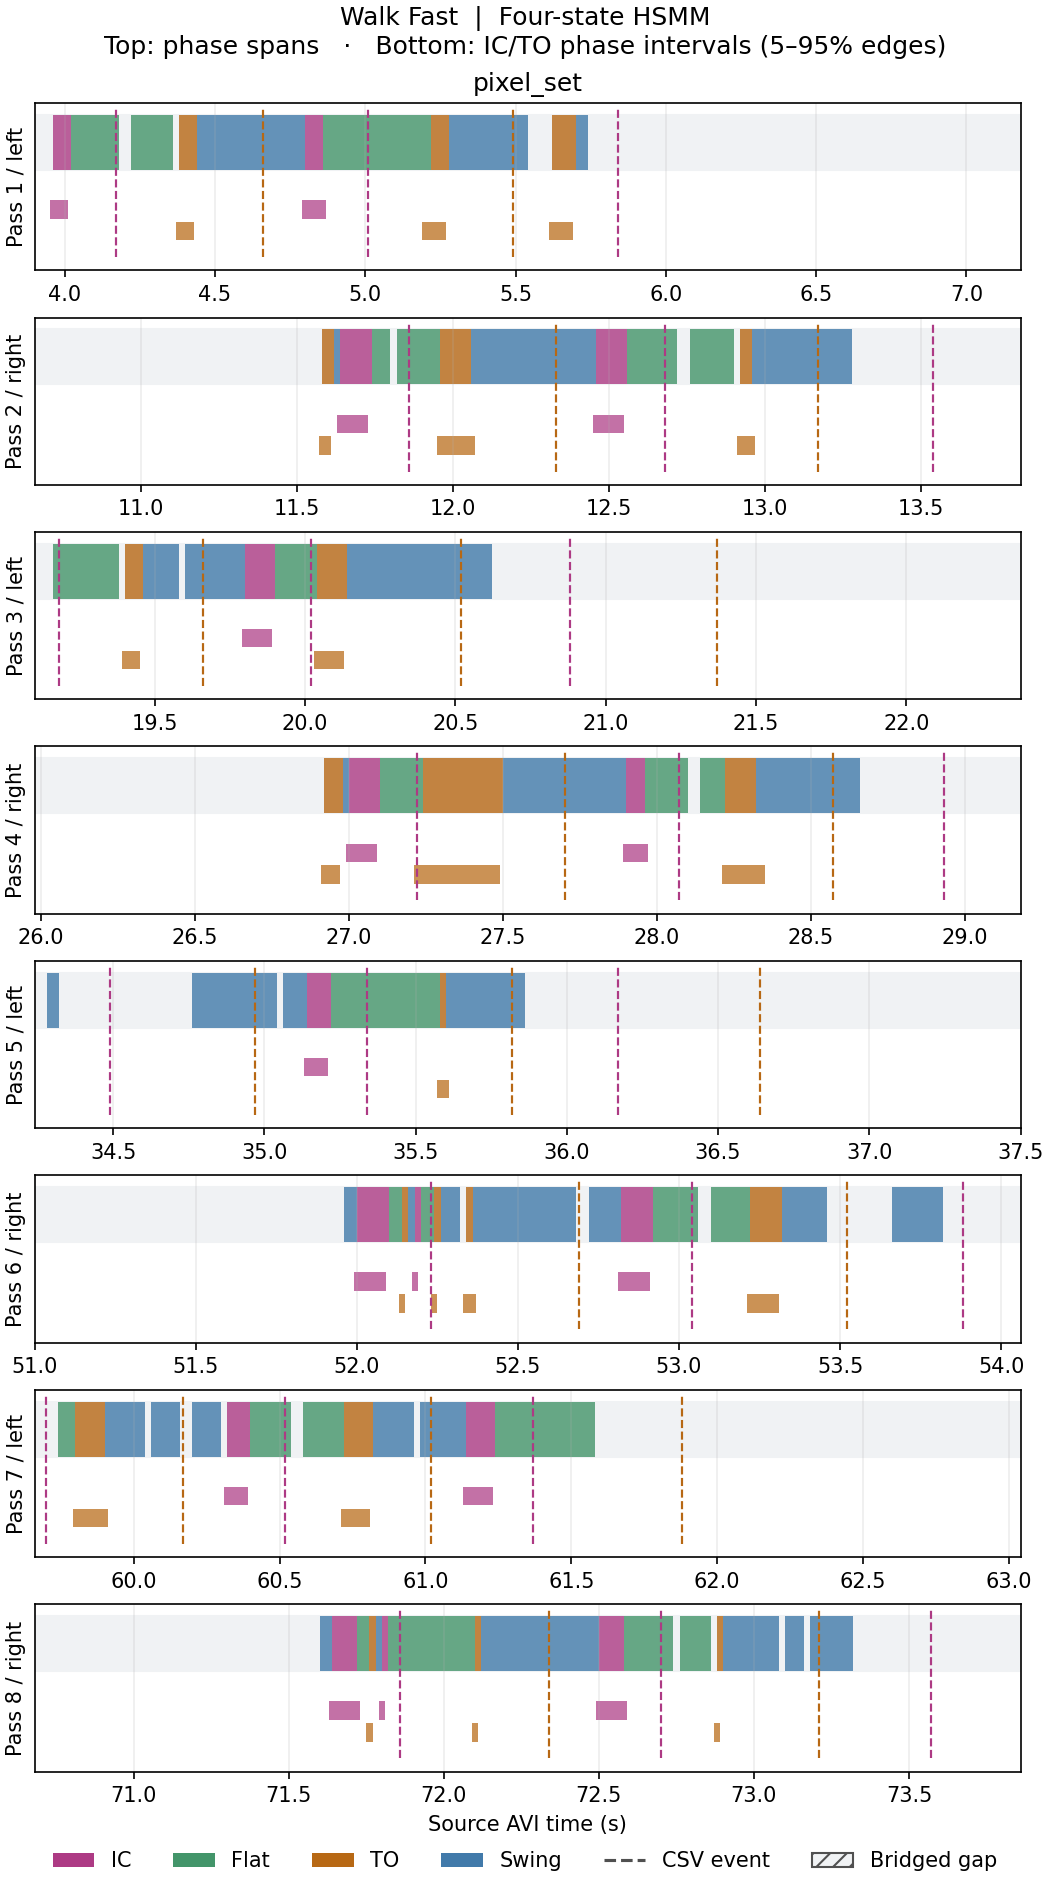 Walk Fast | Four-state HSMM
Top: phase spans · Bottom: IC/TO phase intervals (5–95% edges)
pixel_set
Pass 1 / left
4.0 4.5 5.0 5.5 6.0 6.5 7.0
Pass 2 / right
11.0 11.5 12.0 12.5 13.0 13.5
Pass 3 / left
19.5 20.0 20.5 21.0 21.5 22.0
Pass 4 / right
26.0 26.5 27.0 27.5 28.0 28.5 29.0
Pass 5 / left
34.5 35.0 35.5 36.0 36.5 37.0 37.5
Pass 6 / right
51.0 51.5 52.0 52.5 53.0 53.5 54.0
Pass 7 / left
60.0 60.5 61.0 61.5 62.0 62.5 63.0
Pass 8 / right
71.0 71.5 72.0 72.5 73.0 73.5
Source AVI time (s)
IC Flat TO Swing CSV event Bridged gap